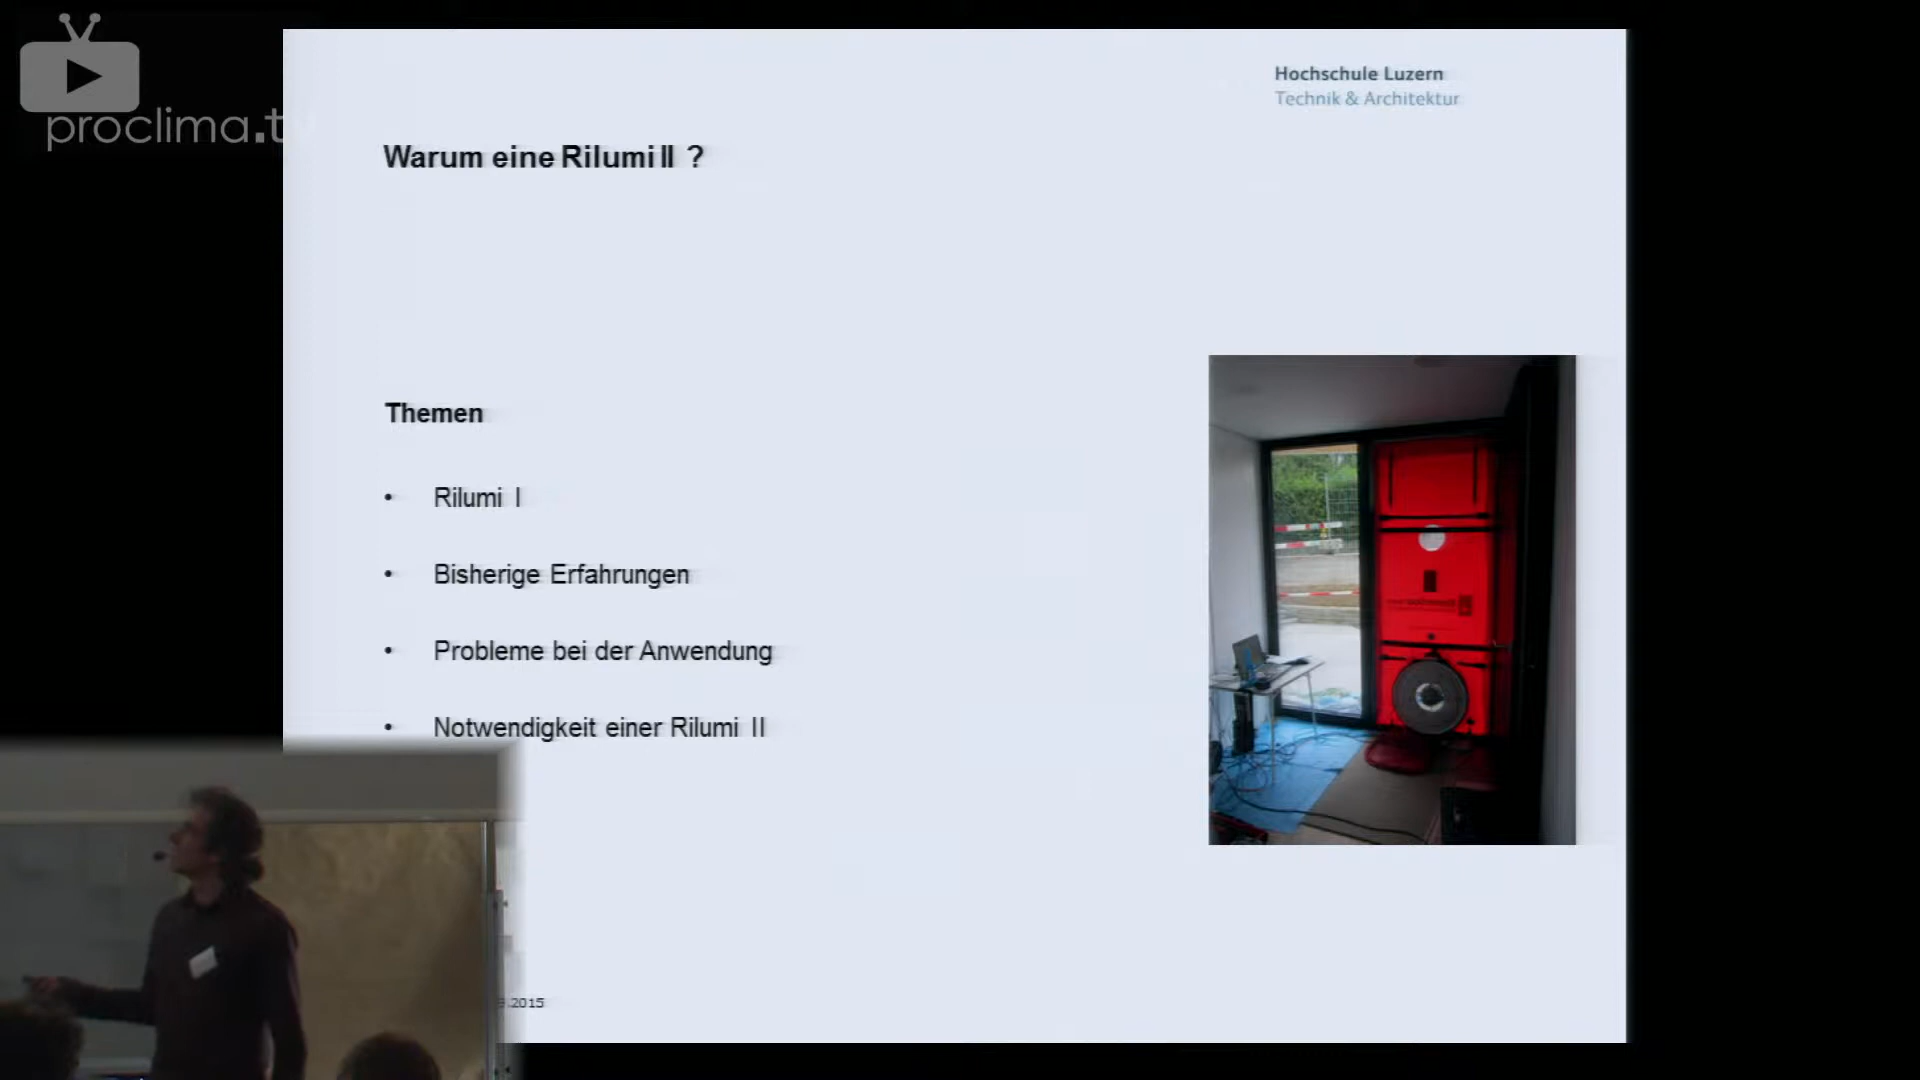 proclima.tv
Hochschule Luzern
Technik & Architektur
Warum eine Rilumi II ?
Themen
• Rilumi I
• Bisherige Erfahrungen
• Probleme bei der Anwendung
• Notwendigkeit einer Rilumi II
.2015